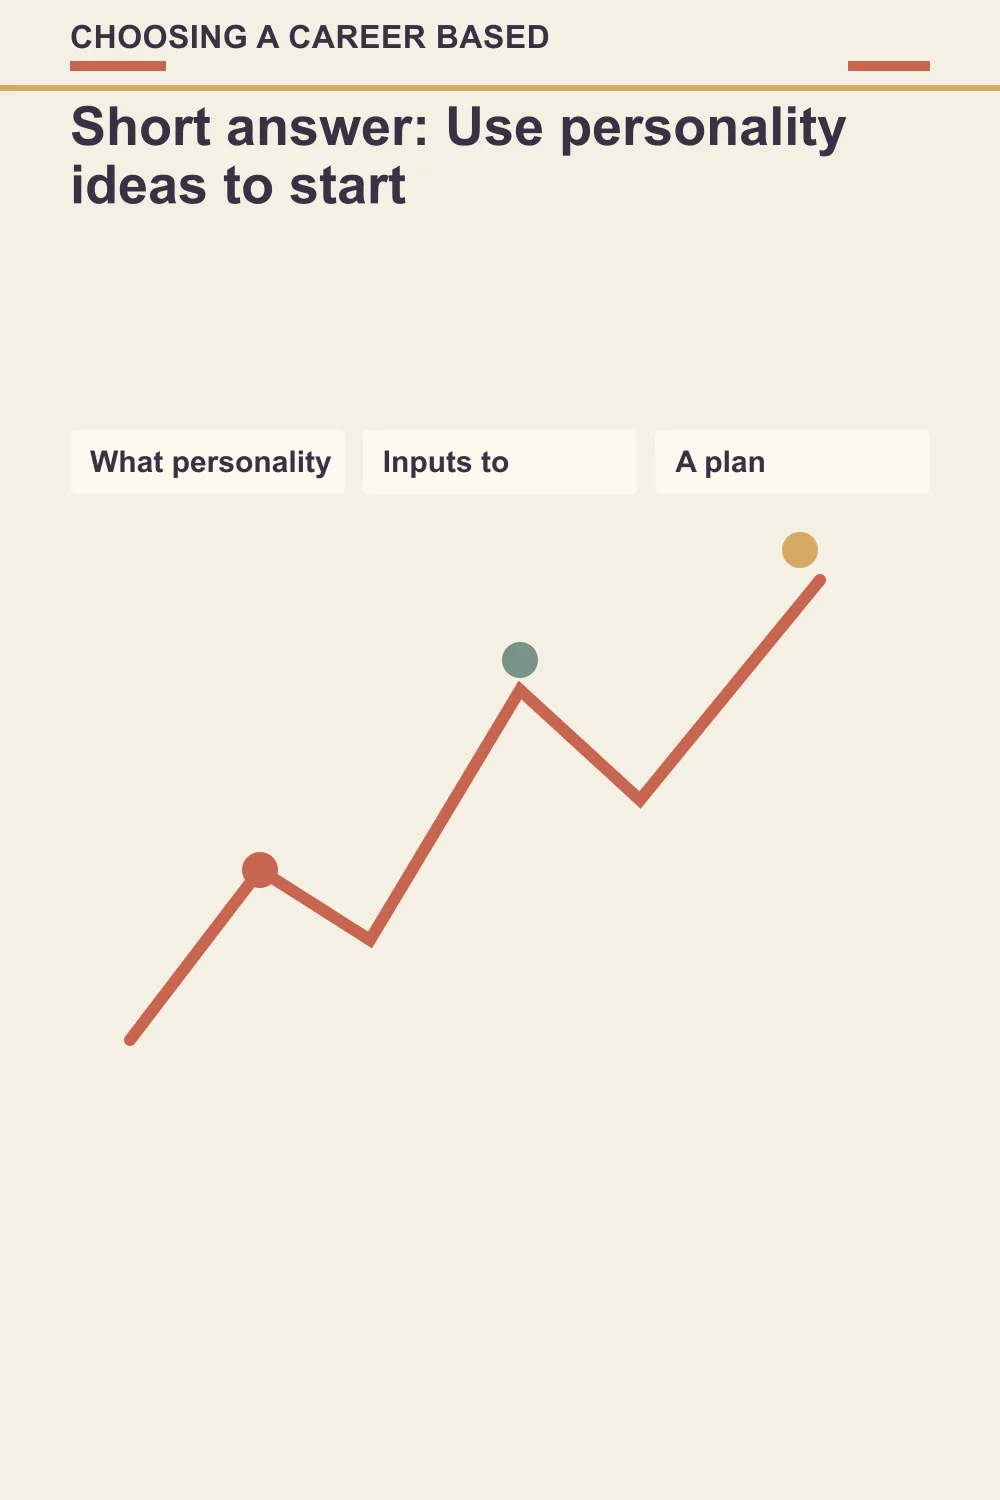 CHOOSING A CAREER BASED
Short answer: Use personality
ideas to start
What personality
Inputs to
A plan